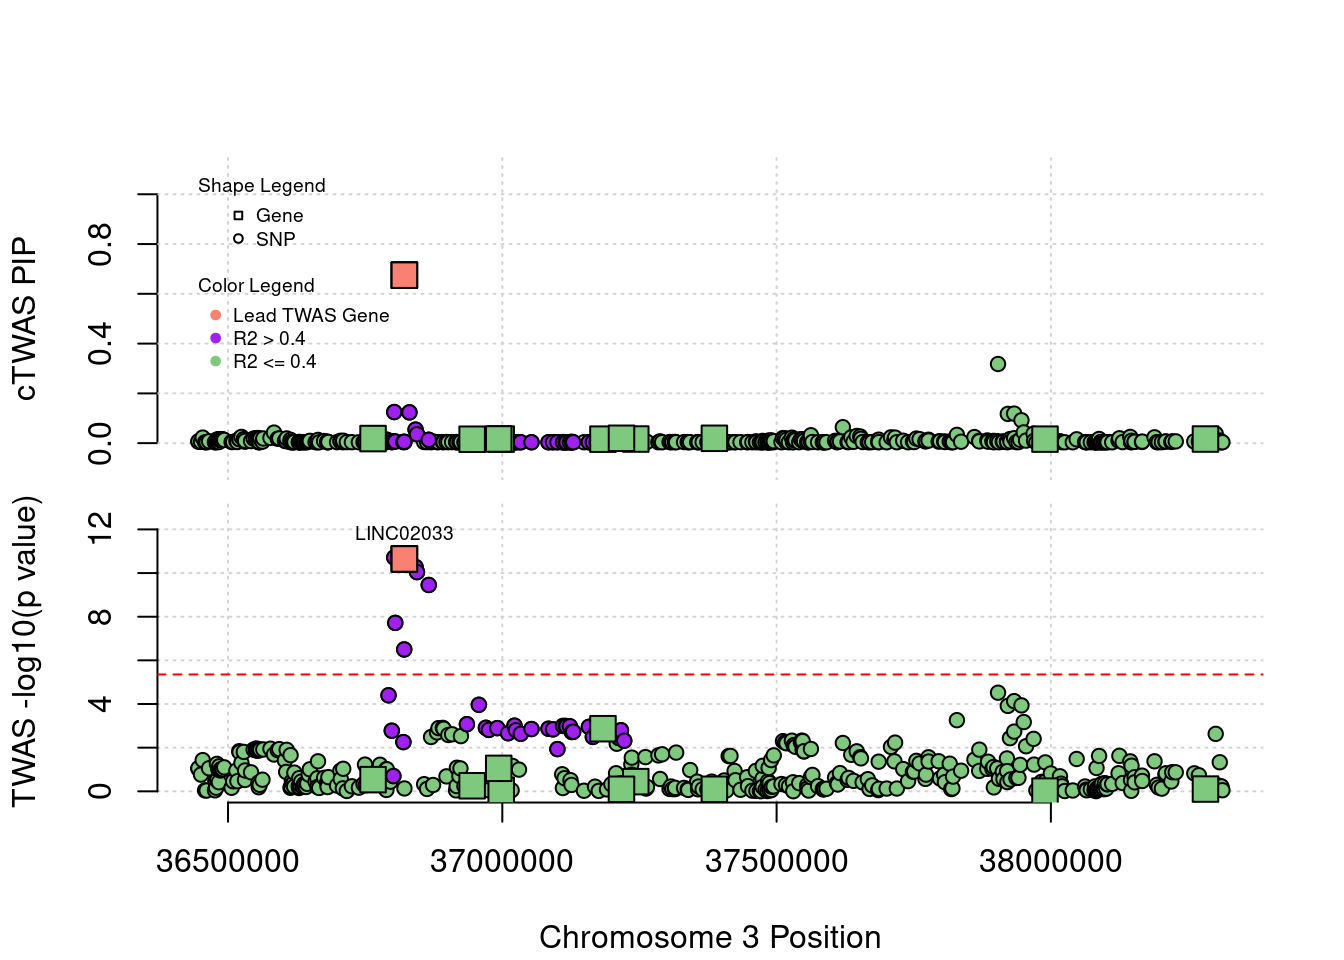 Shape Legend
Gene
SNP
Color Legend
Lead TWAS Gene
R2 > 0.4
R2 <= 0.4
cTWAS PIP
0.8
0.4
0.0
LINC02033
TWAS -log10(p value)
12
8
4
0
36500000 37000000 37500000 38000000
Chromosome 3 Position